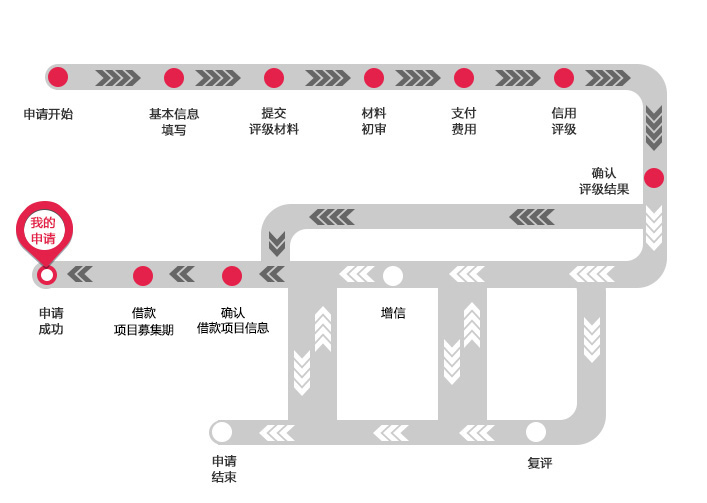 申请开始
基本信息
填写
提交
评级材料
材料
初审
支付
费用
信用
评级
确认
评级结果
我的
申请
申请
成功
借款
项目募集期
确认
借款项目信息
增信
申请
结束
复评